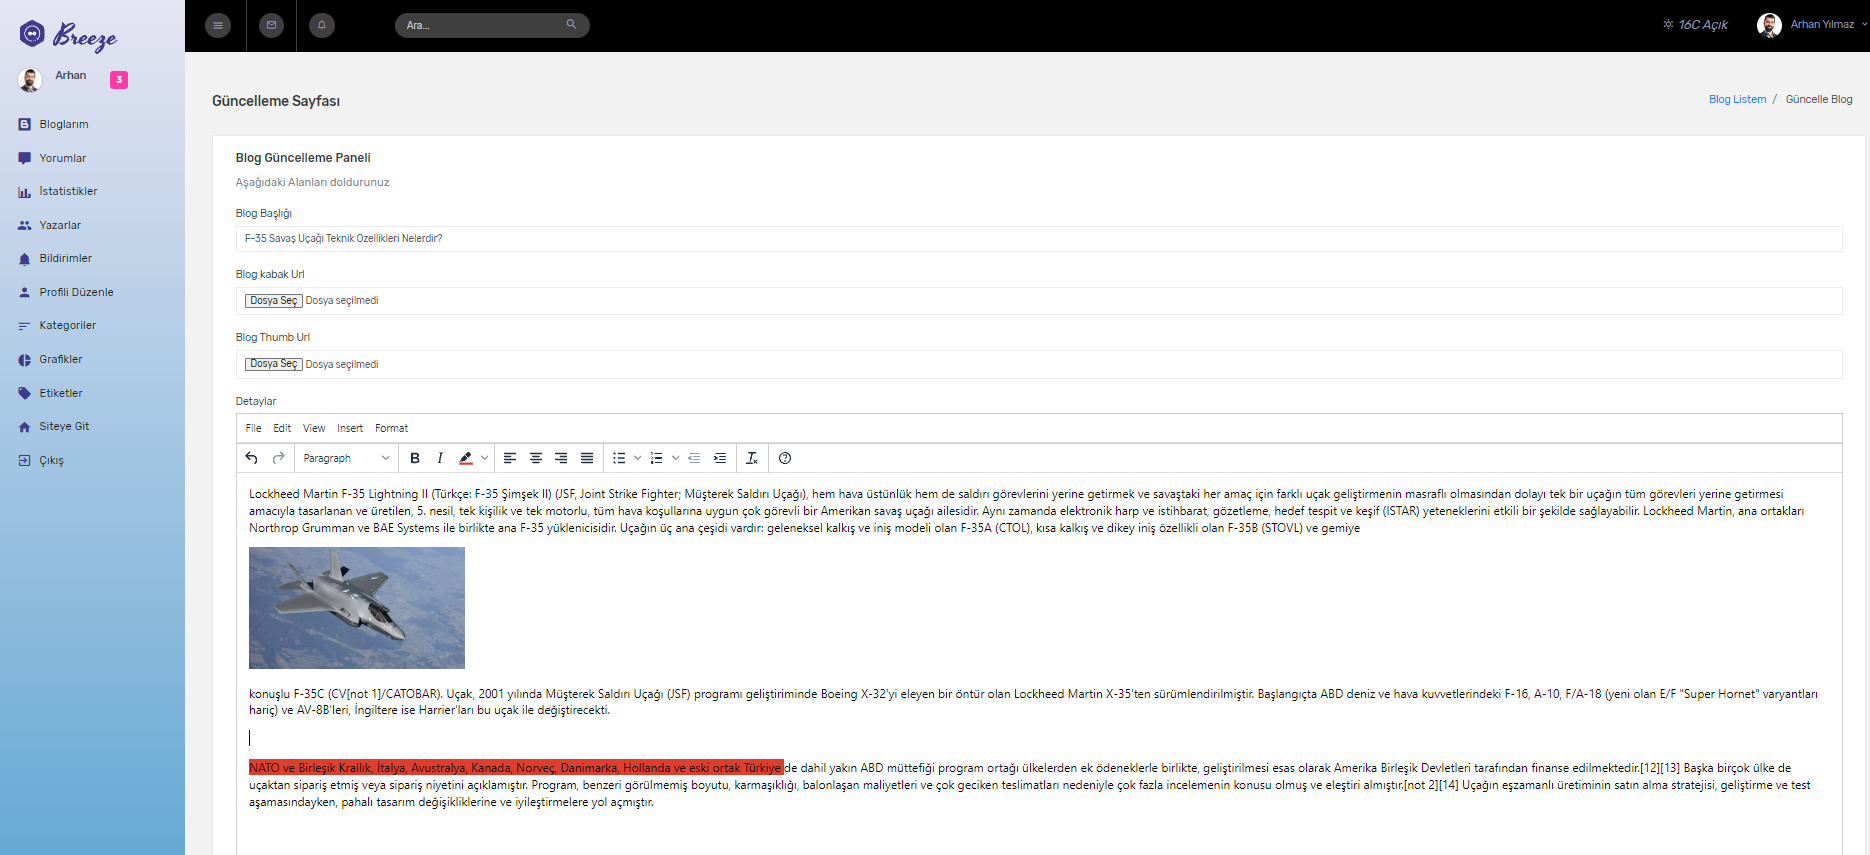 Breeze
Ara...
16C Açık
Arhan Yılmaz
Arhan
3
Bloglarım
Yorumlar
İstatistikler
Yazarlar
Bildirimler
Profili Düzenle
Kategoriler
Grafikler
Etiketler
Siteye Git
Çıkış
Güncelleme Sayfası
Blog Listem / Güncelle Blog
Blog Güncelleme Paneli
Aşağıdaki Alanları doldurunuz
Blog Başlığı
F-35 Savaş Uçağı Teknik Özellikleri Nelerdir?
Blog kabak Url
Dosya Seç Dosya seçilmedi
Blog Thumb Url
Dosya Seç Dosya seçilmedi
Detaylar
File Edit View Insert Format
Paragraph B I
Lockheed Martin F-35 Lightning II (Türkçe: F-35 Şimşek II) (JSF, Joint Strike Fighter; Müşterek Saldırı Uçağı), hem hava üstünlük hem de saldırı görevlerini yerine getirmek ve savaştaki her amaç için farklı uçak geliştirmenin masraflı olmasından dolayı tek bir uçağın tüm görevleri yerine getirmesi
amacıyla tasarlanan ve üretilen, 5. nesil, tek kişilik ve tek motorlu, tüm hava koşullarına uygun çok görevli bir Amerikan savaş uçağı ailesidir. Aynı zamanda elektronik harp ve istihbarat, gözetleme, hedef tespit ve keşif (ISTAR) yeteneklerini etkili bir şekilde sağlayabilir. Lockheed Martin, ana ortakları
Northrop Grumman ve BAE Systems ile birlikte ana F-35 yüklenicisidir. Uçağın üç ana çeşidi vardır: geleneksel kalkış ve iniş modeli olan F-35A (CTOL), kısa kalkış ve dikey iniş özellikli olan F-35B (STOVL) ve gemiye
konuşlu F-35C (CV[not 1]/CATOBAR). Uçak, 2001 yılında Müşterek Saldırı Uçağı (JSF) programı geliştiriminde Boeing X-32'yi eleyen bir öntür olan Lockheed Martin X-35'ten sürümlendirilmiştir. Başlangıçta ABD deniz ve hava kuvvetlerindeki F-16, A-10, F/A-18 (yeni olan E/F "Super Hornet" varyantları
hariç) ve AV-8B'leri, İngiltere ise Harrier'ları bu uçak ile değiştirecekti.
NATO ve Birleşik Krallık, İtalya, Avustralya, Kanada, Norveç, Danimarka, Hollanda ve eski ortak Türkiye de dahil yakın ABD müttefiği program ortağı ülkelerden ek ödeneklerle birlikte, geliştirilmesi esas olarak Amerika Birleşik Devletleri tarafından finanse edilmektedir.[12][13] Başka birçok ülke de
uçaktan sipariş etmiş veya sipariş niyetini açıklamıştır. Program, benzeri görülmemiş boyutu, karmaşıklığı, balonlaşan maliyetleri ve çok geciken teslimatları nedeniyle çok fazla incelemenin konusu olmuş ve eleştiri almıştır.[not 2][14] Uçağın eşzamanlı üretiminin satın alma stratejisi, geliştirme ve test
aşamasındayken, pahalı tasarım değişikliklerine ve iyileştirmelere yol açmıştır.